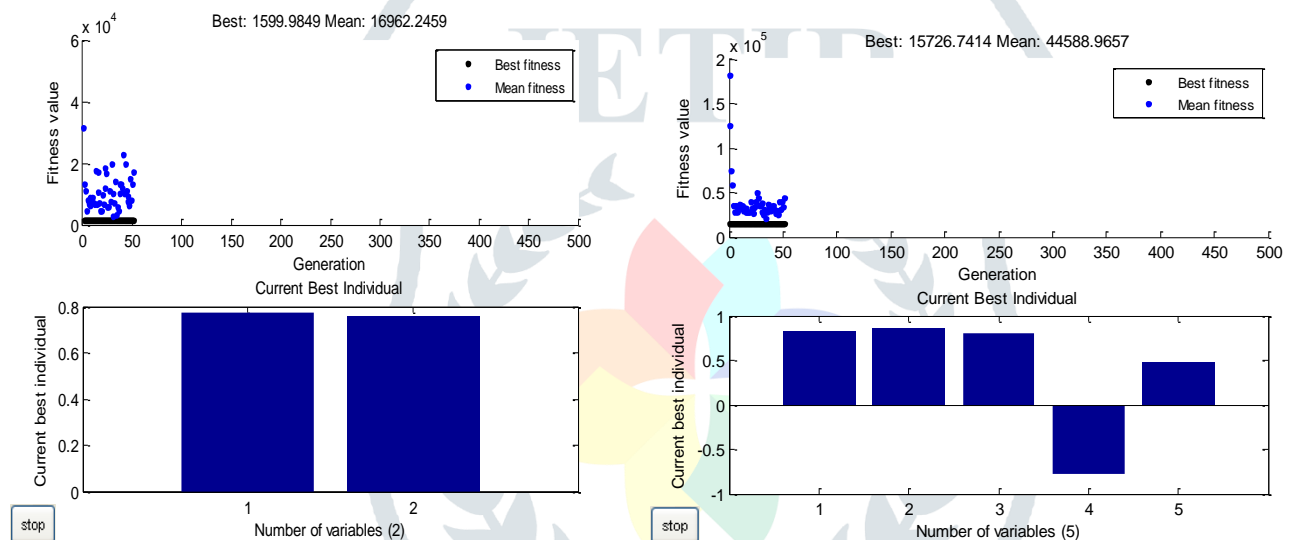 Best: 1599.9849 Mean: 16962.2459
x 10^4
6
4
2
0
Fitness value
Best fitness
Mean fitness
0 50 100 150 200 250 300 350 400 450 500
Generation
Current Best Individual
0.8
0.6
0.4
0.2
0
Current best individual
1 2
Number of variables (2)
stop
Best: 15726.7414 Mean: 44588.9657
x 10^5
2
1.5
1
0.5
0
Fitness value
Best fitness
Mean fitness
0 50 100 150 200 250 300 350 400 450 500
Generation
Current Best Individual
1
0.5
0
-0.5
-1
Current best individual
1 2 3 4 5
Number of variables (5)
stop